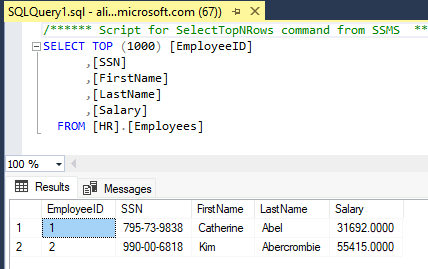 SQLQuery1.sql - ali...microsoft.com (67))
/****** Script for SelectTopNRows command from SSMS **
SELECT TOP (1000) [EmployeeID]
,[SSN]
,[FirstName]
,[LastName]
,[Salary]
FROM [HR].[Employees]
100 %
Results Messages
EmployeeID SSN FirstName LastName Salary
1 1 795-73-9838 Catherine Abel 31692.0000
2 2 990-00-6818 Kim Abercrombie 55415.0000